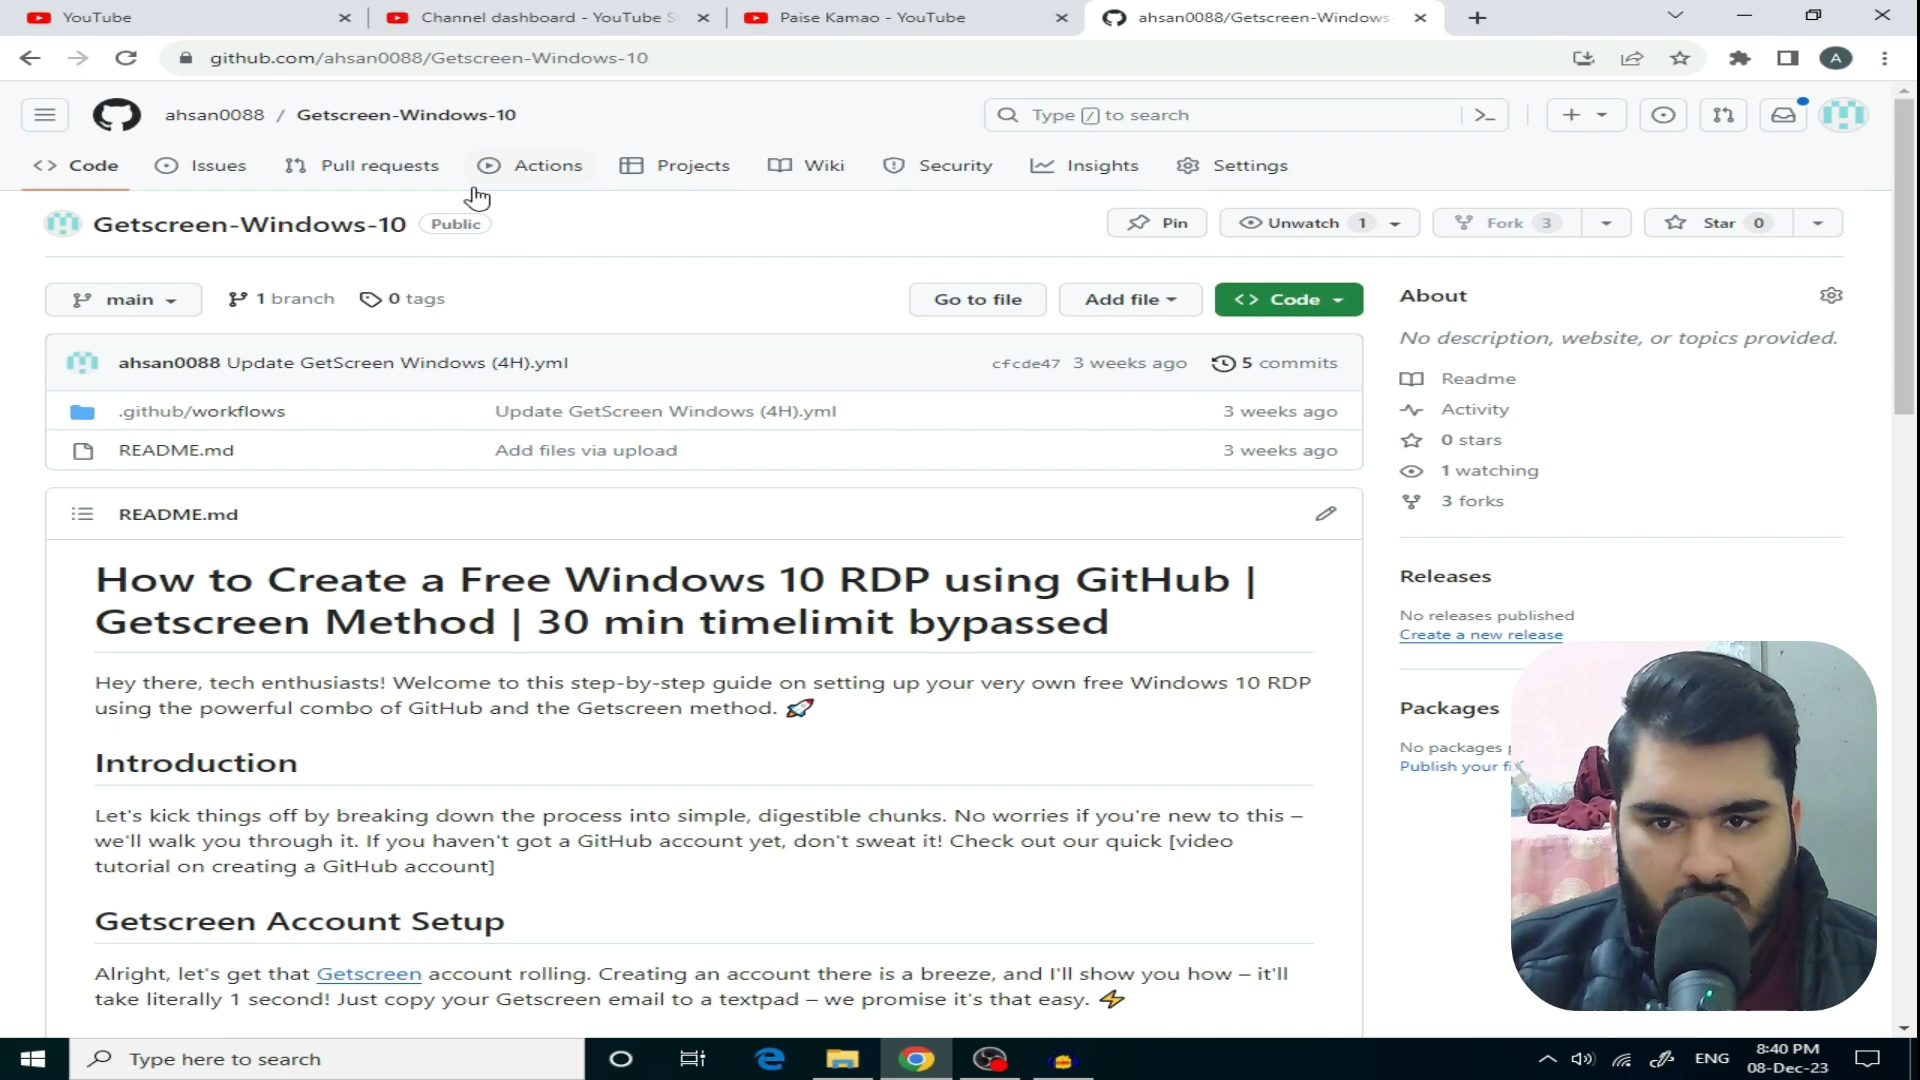 YouTube
Channel dashboard - YouTube S
Paise Kamao - YouTube
ahsan0088/Getscreen-Windows-
github.com/ahsan0088/Getscreen-Windows-10
A
ahsan0088 / Getscreen-Windows-10
Type / to search
<> Code
Issues
Pull requests
Actions
Projects
Wiki
Security
Insights
Settings
Getscreen-Windows-10 Public
Pin
Unwatch 1
Fork 3
Star 0
main
1 branch
0 tags
Go to file
Add file
<> Code
About
No description, website, or topics provided.
Readme
Activity
0 stars
1 watching
3 forks
ahsan0088 Update GetScreen Windows (4H).yml cfcde47 3 weeks ago 5 commits
.github/workflows Update GetScreen Windows (4H).yml 3 weeks ago
README.md Add files via upload 3 weeks ago
README.md
How to Create a Free Windows 10 RDP using GitHub |
Getscreen Method | 30 min timelimit bypassed
Hey there, tech enthusiasts! Welcome to this step-by-step guide on setting up your very own free Windows 10 RDP
using the powerful combo of GitHub and the Getscreen method. 🚀
Introduction
Let's kick things off by breaking down the process into simple, digestible chunks. No worries if you're new to this –
we'll walk you through it. If you haven't got a GitHub account yet, don't sweat it! Check out our quick [video
tutorial on creating a GitHub account]
Getscreen Account Setup
Alright, let's get that Getscreen account rolling. Creating an account there is a breeze, and I'll show you how – it'll
take literally 1 second! Just copy your Getscreen email to a textpad – we promise it's that easy. ⚡
Releases
No releases published
Create a new release
Packages
No packages
Publish your
Type here to search
ENG
8:40 PM
08-Dec-23